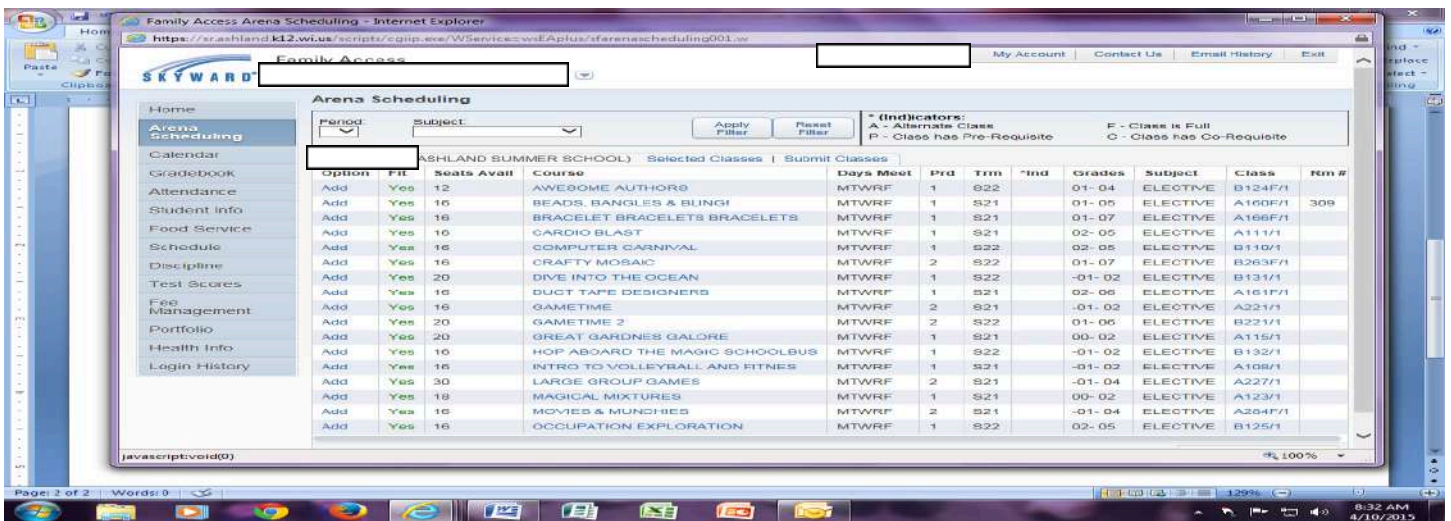 Family Access Arena Scheduling - Internet Explorer
Home
https://sr.ashland.k12.wi.us/scripts/cgiip.exe/WService=wsEAplus/sfarenascheduling001.w
Paste
Clipboa
Family Access
My Account | Contact Us | Email History | Exit
SKYWARD
Home
Arena Scheduling
Calendar
Gradebook
Attendance
Student Info
Food Service
Schedule
Discipline
Test Scores
Fee Management
Portfolio
Health Info
Login History
Arena Scheduling
Period: Subject: Apply Filter Reset Filter
* (Ind)icators:
A - Alternate Class F - Class is Full
P - Class has Pre-Requisite C - Class has Co-Requisite
ASHLAND SUMMER SCHOOL) Selected Classes | Submit Classes
Option Fit Seats Avail Course Days Meet Prd Trm *Ind Grades Subject Class Rm #
Add Yes 12 AWESOME AUTHORS MTWRF 1 S22 01- 04 ELECTIVE B124F/1
Add Yes 16 BEADS, BANGLES & BLING! MTWRF 1 S21 01- 05 ELECTIVE A160F/1 309
Add Yes 16 BRACELET BRACELETS BRACELETS MTWRF 1 S21 01- 07 ELECTIVE A166F/1
Add Yes 16 CARDIO BLAST MTWRF 1 S21 02- 05 ELECTIVE A111/1
Add Yes 16 COMPUTER CARNIVAL MTWRF 1 S22 02- 05 ELECTIVE B110/1
Add Yes 16 CRAFTY MOSAIC MTWRF 2 S22 01- 07 ELECTIVE B263F/1
Add Yes 20 DIVE INTO THE OCEAN MTWRF 1 S22 -01- 02 ELECTIVE B131/1
Add Yes 16 DUCT TAPE DESIGNERS MTWRF 1 S21 02- 06 ELECTIVE A161F/1
Add Yes 16 GAMETIME MTWRF 2 S21 -01- 02 ELECTIVE A221/1
Add Yes 20 GAMETIME 2 MTWRF 2 S22 01- 06 ELECTIVE B221/1
Add Yes 20 GREAT GARDNES GALORE MTWRF 1 S21 00- 02 ELECTIVE A115/1
Add Yes 16 HOP ABOARD THE MAGIC SCHOOLBUS MTWRF 1 S22 -01- 02 ELECTIVE B132/1
Add Yes 16 INTRO TO VOLLEYBALL AND FITNES MTWRF 1 S21 -01- 02 ELECTIVE A108/1
Add Yes 30 LARGE GROUP GAMES MTWRF 2 S21 -01- 04 ELECTIVE A227/1
Add Yes 18 MAGICAL MIXTURES MTWRF 1 S21 00- 02 ELECTIVE A123/1
Add Yes 16 MOVIES & MUNCHIES MTWRF 2 S21 -01- 04 ELECTIVE A264F/1
Add Yes 16 OCCUPATION EXPLORATION MTWRF 1 S22 02- 05 ELECTIVE B125/1
javascript:void(0)
100%
Page: 2 of 2 Words: 0 129%
8:32 AM
4/10/2015